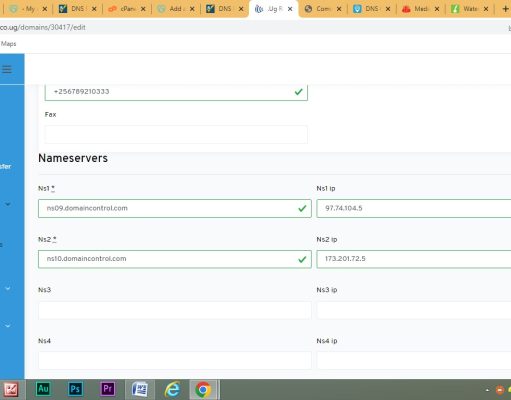 - My
DNS
cPan
Add a
DNS
.Ug R
Com
DNS
Medi
Wate
co.ug/domains/30417/edit
Maps
+256789210333
Fax
Nameservers
ster
Ns1 * Ns1 ip
ns09.domaincontrol.com 97.74.104.5
Ns2 * Ns2 ip
ns10.domaincontrol.com 173.201.72.5
s
Ns3 Ns3 ip
Ns4 Ns4 ip
Au Ps Pr